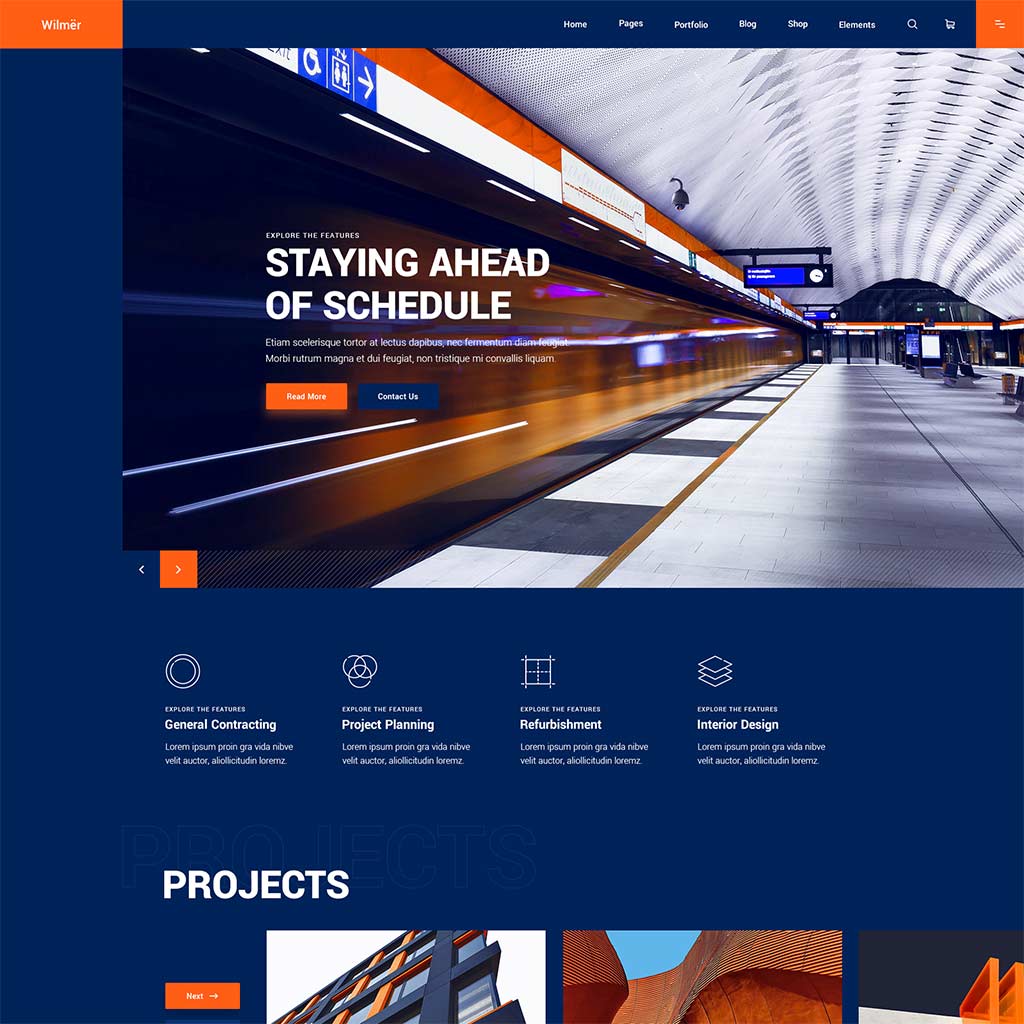 Wilmër
Home
Pages
Portfolio
Blog
Shop
Elements
Exit
EXPLORE THE FEATURES
STAYING AHEAD
OF SCHEDULE
Etiam scelerisque tortor at lectus dapibus, nec fermentum diam feugiat.
Morbi rutrum magna et dui feugiat, non tristique mi convallis liquam.
Read More
Contact Us
EXPLORE THE FEATURES
General Contracting
Lorem ipsum proin gra vida nibve
velit auctor, aliollicitudin loremz.
EXPLORE THE FEATURES
Project Planning
Lorem ipsum proin gra vida nibve
velit auctor, aliollicitudin loremz.
EXPLORE THE FEATURES
Refurbishment
Lorem ipsum proin gra vida nibve
velit auctor, aliollicitudin loremz.
EXPLORE THE FEATURES
Interior Design
Lorem ipsum proin gra vida nibve
velit auctor, aliollicitudin loremz.
PROJECTS
PROJECTS
Next